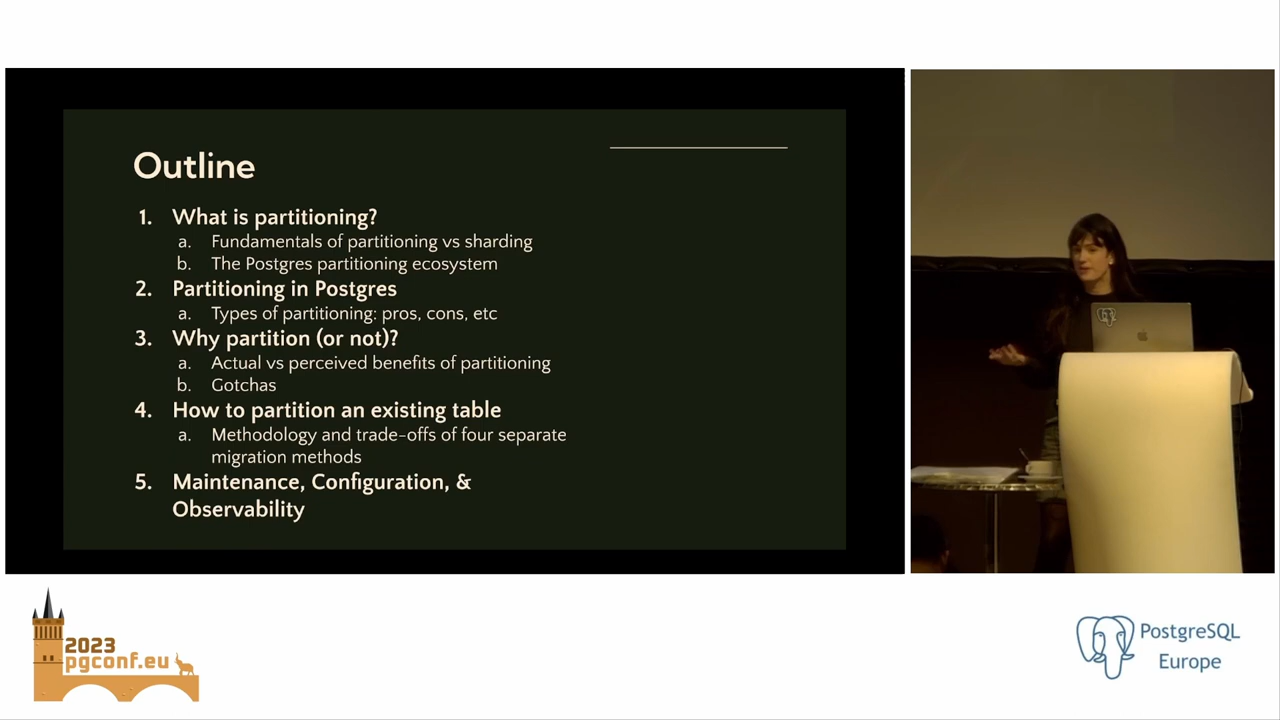 Outline
1. What is partitioning?
a. Fundamentals of partitioning vs sharding
b. The Postgres partitioning ecosystem
2. Partitioning in Postgres
a. Types of partitioning: pros, cons, etc
3. Why partition (or not)?
a. Actual vs perceived benefits of partitioning
b. Gotchas
4. How to partition an existing table
a. Methodology and trade-offs of four separate
migration methods
5. Maintenance, Configuration, &
Observability
2023
pgconf.eu
PostgreSQL
Europe